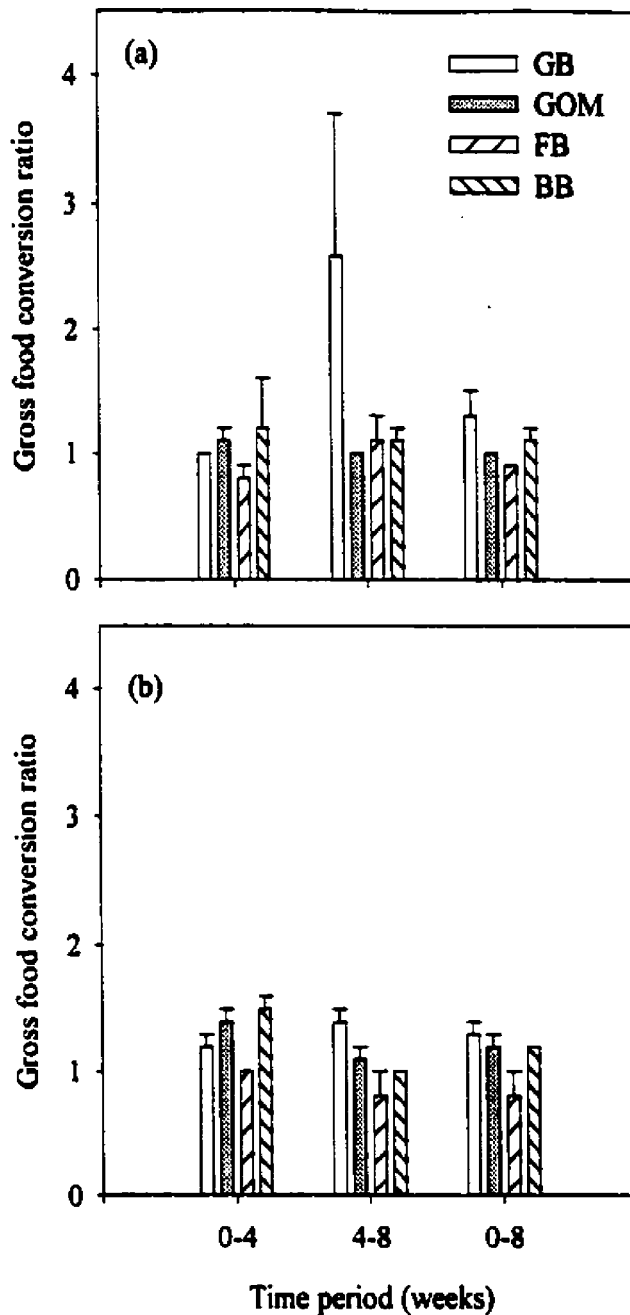 (a)
GB
GOM
FB
BB
Gross food conversion ratio
4
3
2
1
0
(b)
Gross food conversion ratio
4
3
2
1
0
0-4 4-8 0-8
Time period (weeks)